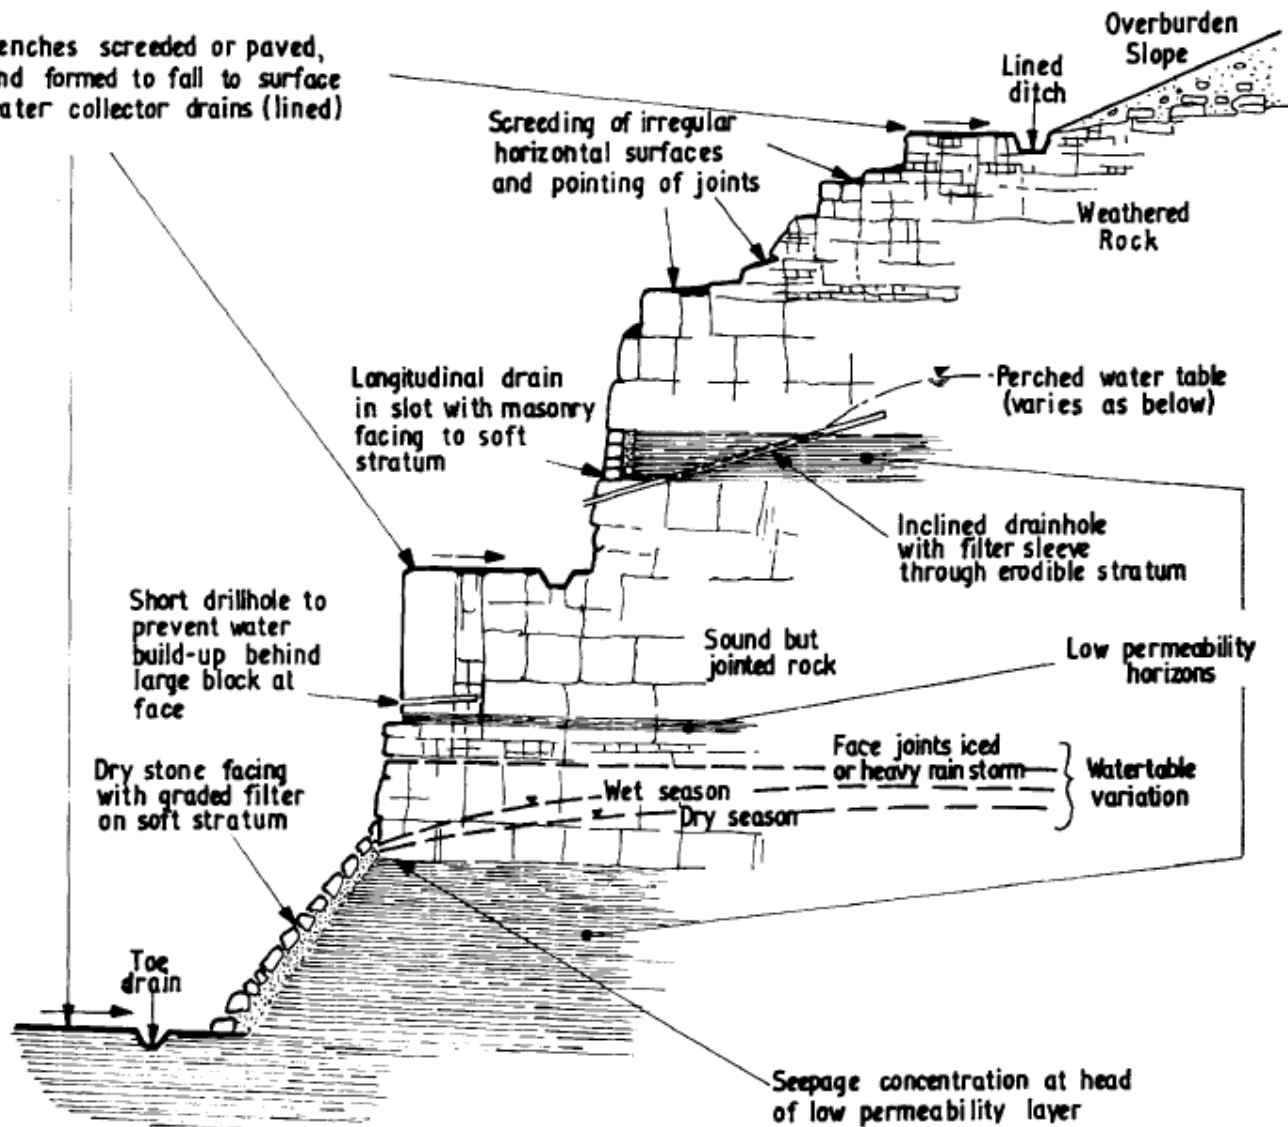 enches screeded or paved,
nd formed to fall to surface
ater collector drains (lined)
Overburden
Slope
Lined
ditch
Screeding of irregular
horizontal surfaces
and pointing of joints
Weathered
Rock
Longitudinal drain
in slot with masonry
facing to soft
stratum
Perched water table
(varies as below)
Inclined drainhole
with filter sleeve
through erodible stratum
Short drillhole to
prevent water
build-up behind
large block at
face
Sound but
jointed rock
Low permeability
horizons
Dry stone facing
with graded filter
on soft stratum
Face joints iced
or heavy rain storm
Wet season
Dry season
Watertable
variation
Toe
drain
Seepage concentration at head
of low permeability layer